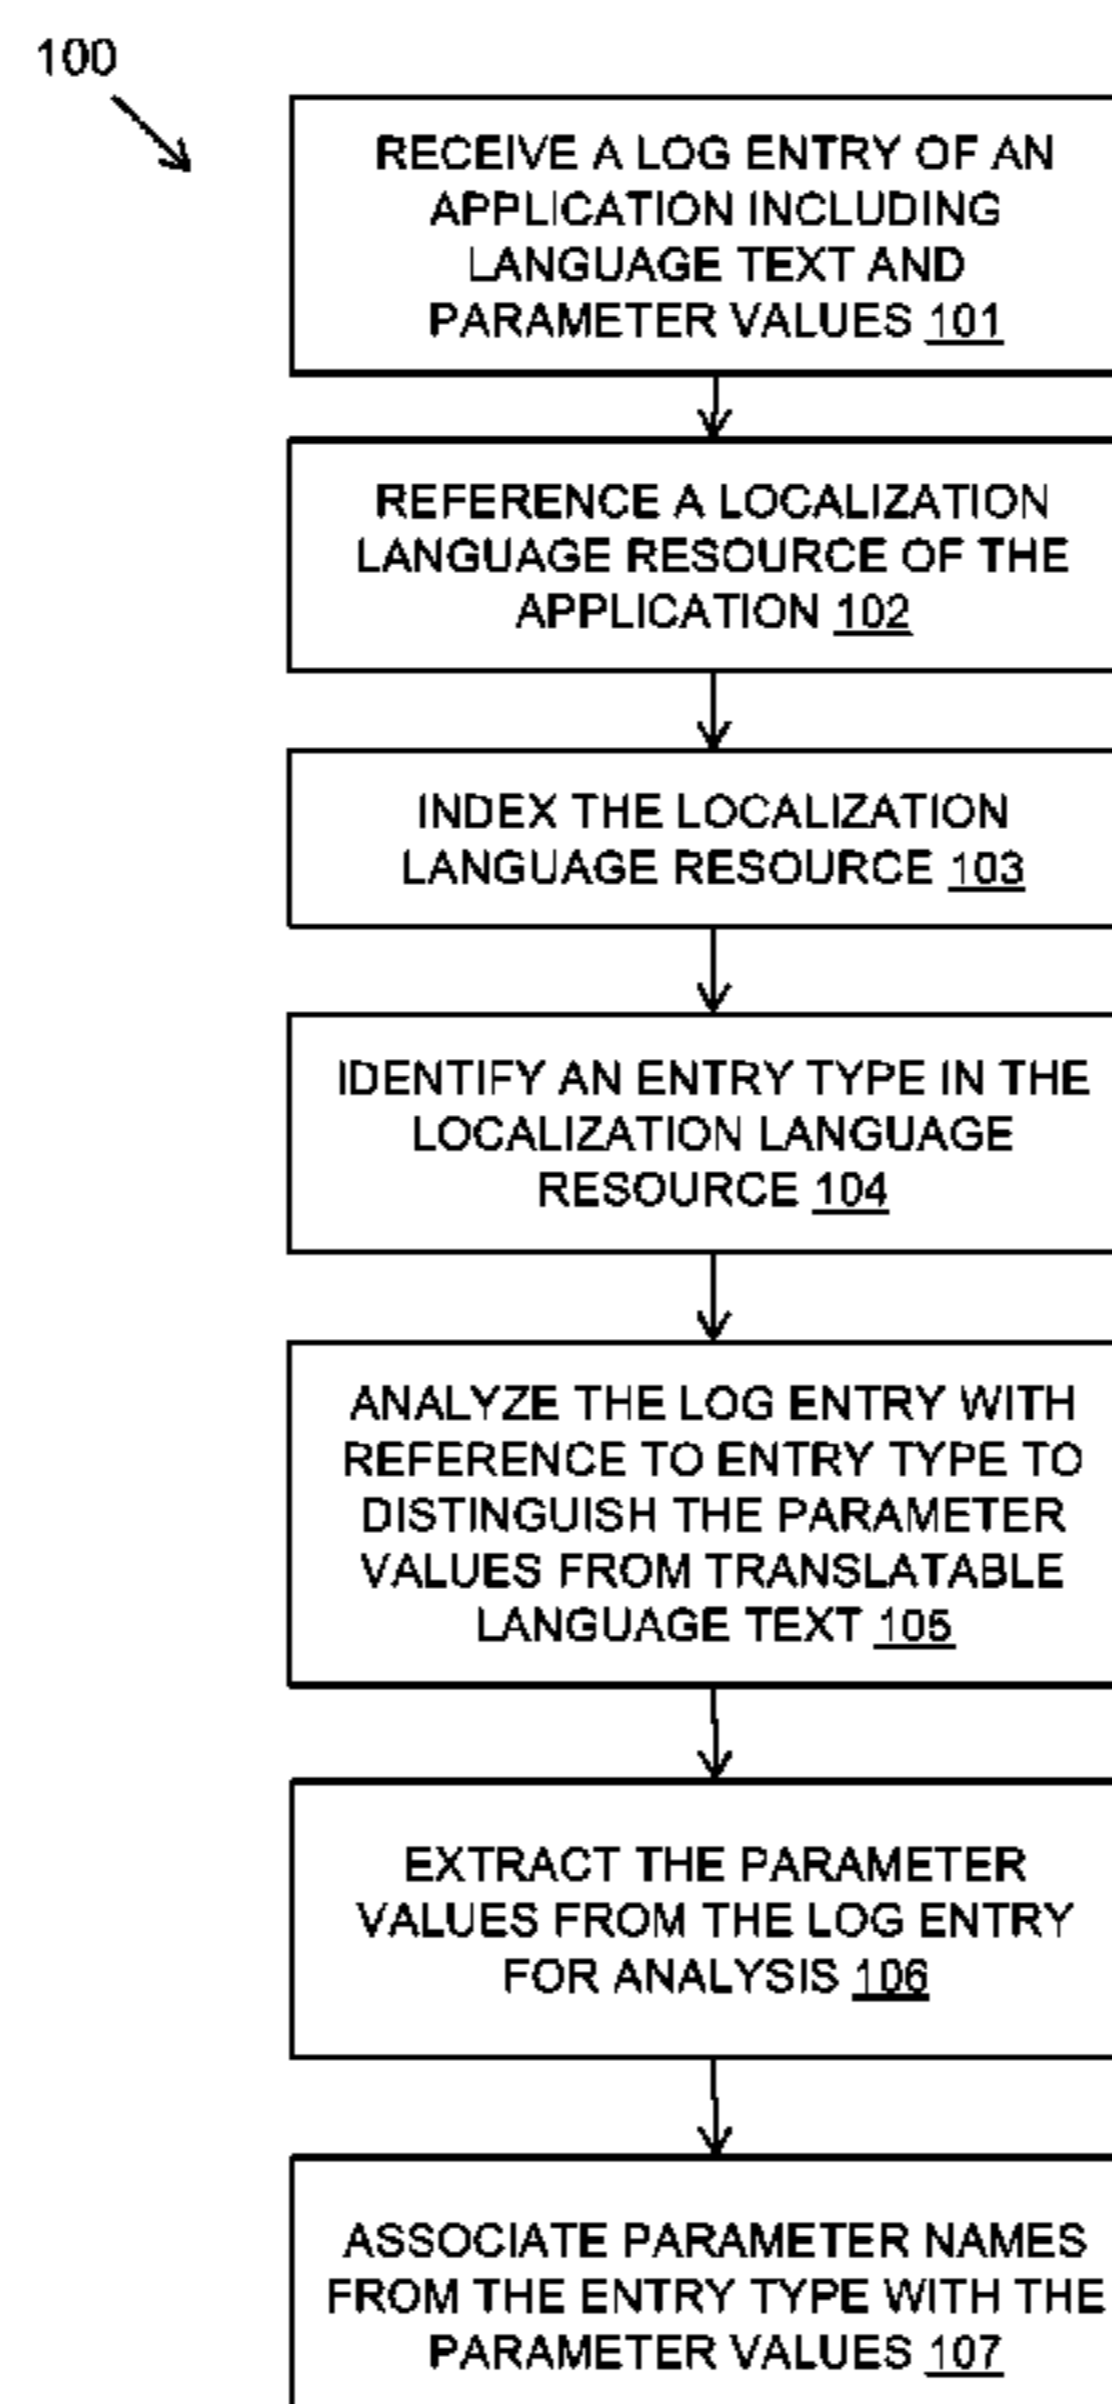 100
RECEIVE A LOG ENTRY OF AN
APPLICATION INCLUDING
LANGUAGE TEXT AND
PARAMETER VALUES 101
REFERENCE A LOCALIZATION
LANGUAGE RESOURCE OF THE
APPLICATION 102
INDEX THE LOCALIZATION
LANGUAGE RESOURCE 103
IDENTIFY AN ENTRY TYPE IN THE
LOCALIZATION LANGUAGE
RESOURCE 104
ANALYZE THE LOG ENTRY WITH
REFERENCE TO ENTRY TYPE TO
DISTINGUISH THE PARAMETER
VALUES FROM TRANSLATABLE
LANGUAGE TEXT 105
EXTRACT THE PARAMETER
VALUES FROM THE LOG ENTRY
FOR ANALYSIS 106
ASSOCIATE PARAMETER NAMES
FROM THE ENTRY TYPE WITH THE
PARAMETER VALUES 107